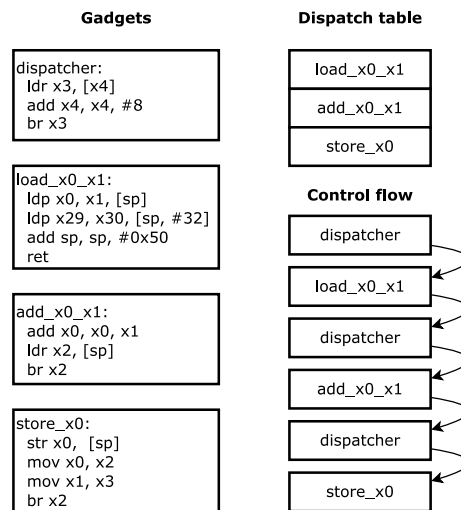 Gadgets
dispatcher:
ldr x3, [x4]
add x4, x4, #8
br x3
load_x0_x1:
ldp x0, x1, [sp]
ldp x29, x30, [sp, #32]
add sp, sp, #0x50
ret
add_x0_x1:
add x0, x0, x1
ldr x2, [sp]
br x2
store_x0:
str x0, [sp]
mov x0, x2
mov x1, x3
br x2
Dispatch table
load_x0_x1
add_x0_x1
store_x0
Control flow
dispatcher
load_x0_x1
dispatcher
add_x0_x1
dispatcher
store_x0